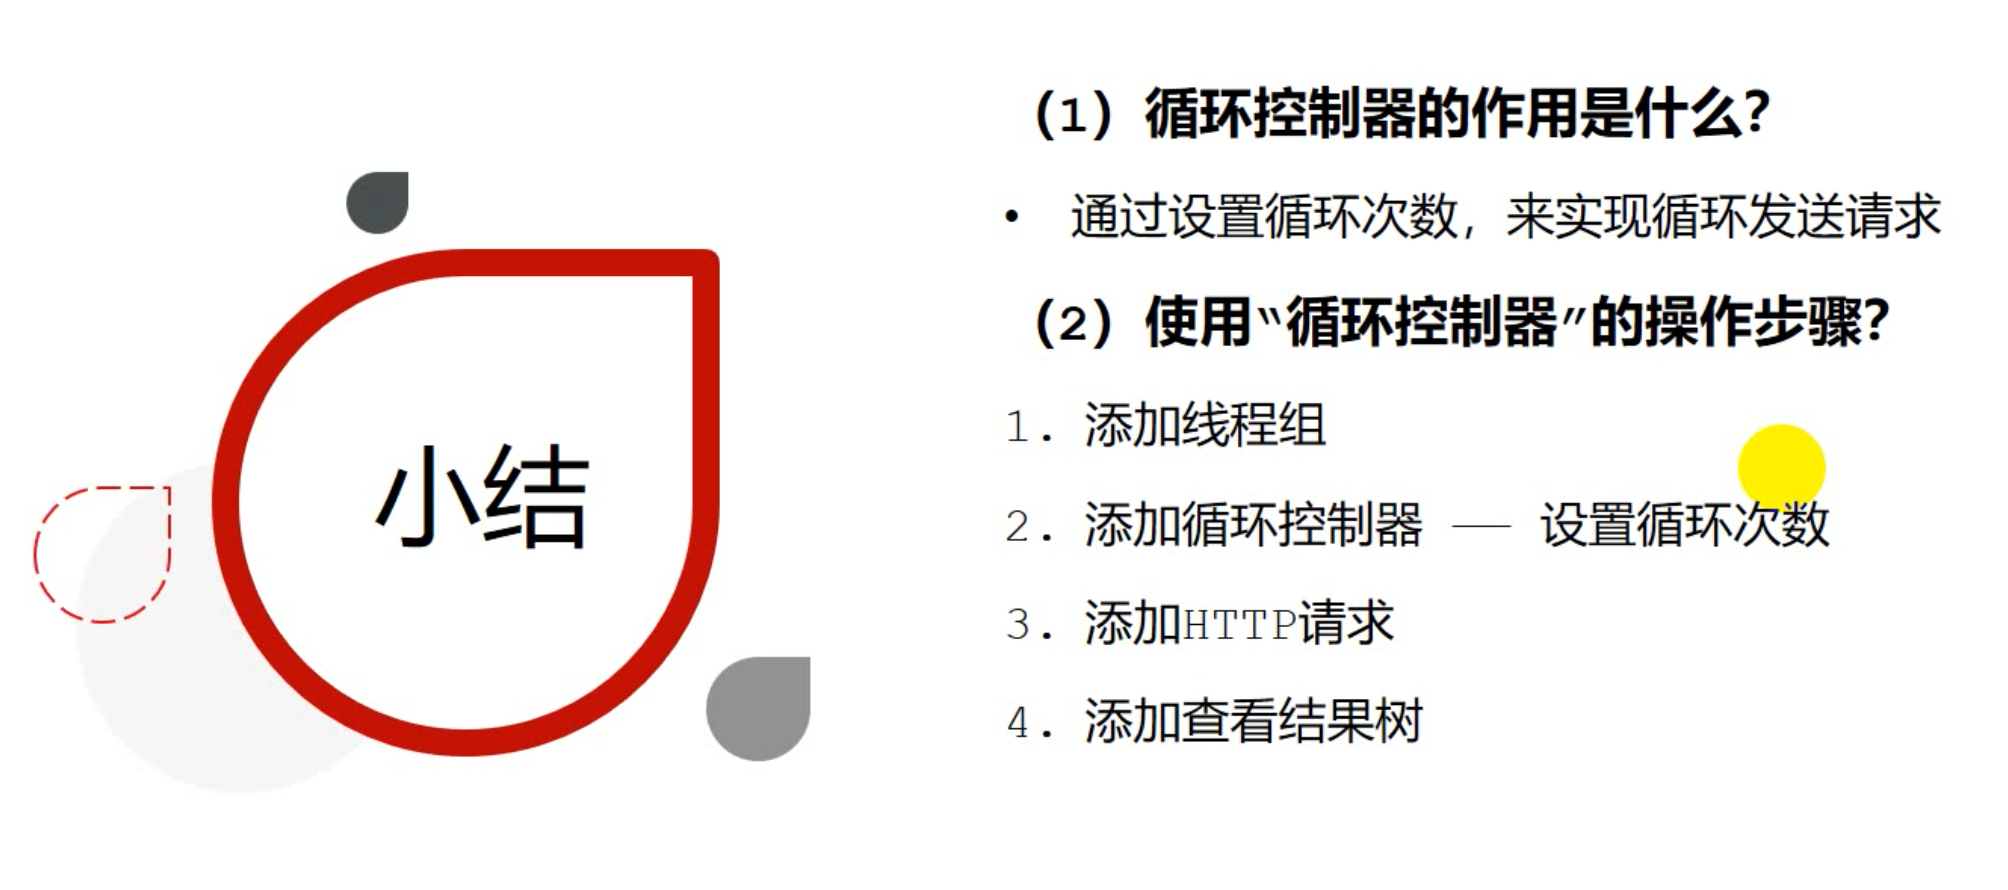 小结
（1）循环控制器的作用是什么？
• 通过设置循环次数，来实现循环发送请求
（2）使用“循环控制器”的操作步骤？
1. 添加线程组
2. 添加循环控制器 —— 设置循环次数
3. 添加HTTP请求
4. 添加查看结果树